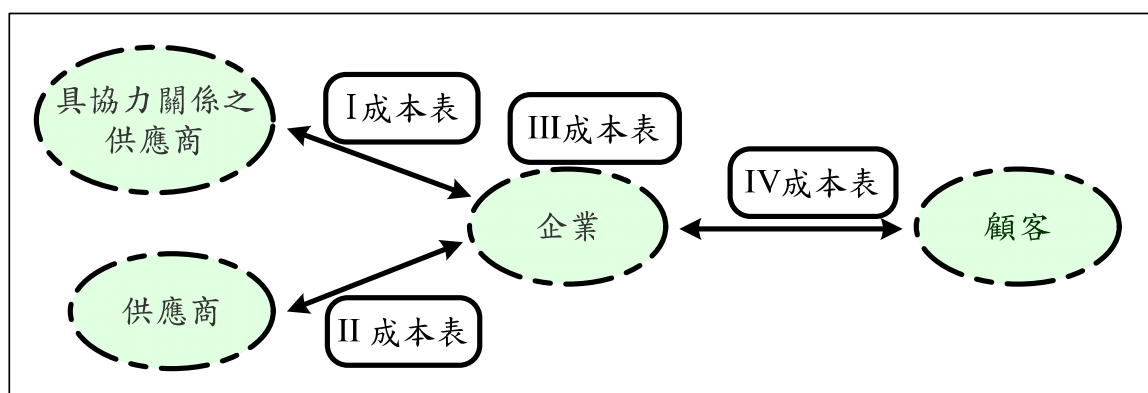 具協力關係之
供應商
I成本表
III成本表
IV成本表
企業
顧客
供應商
II 成本表